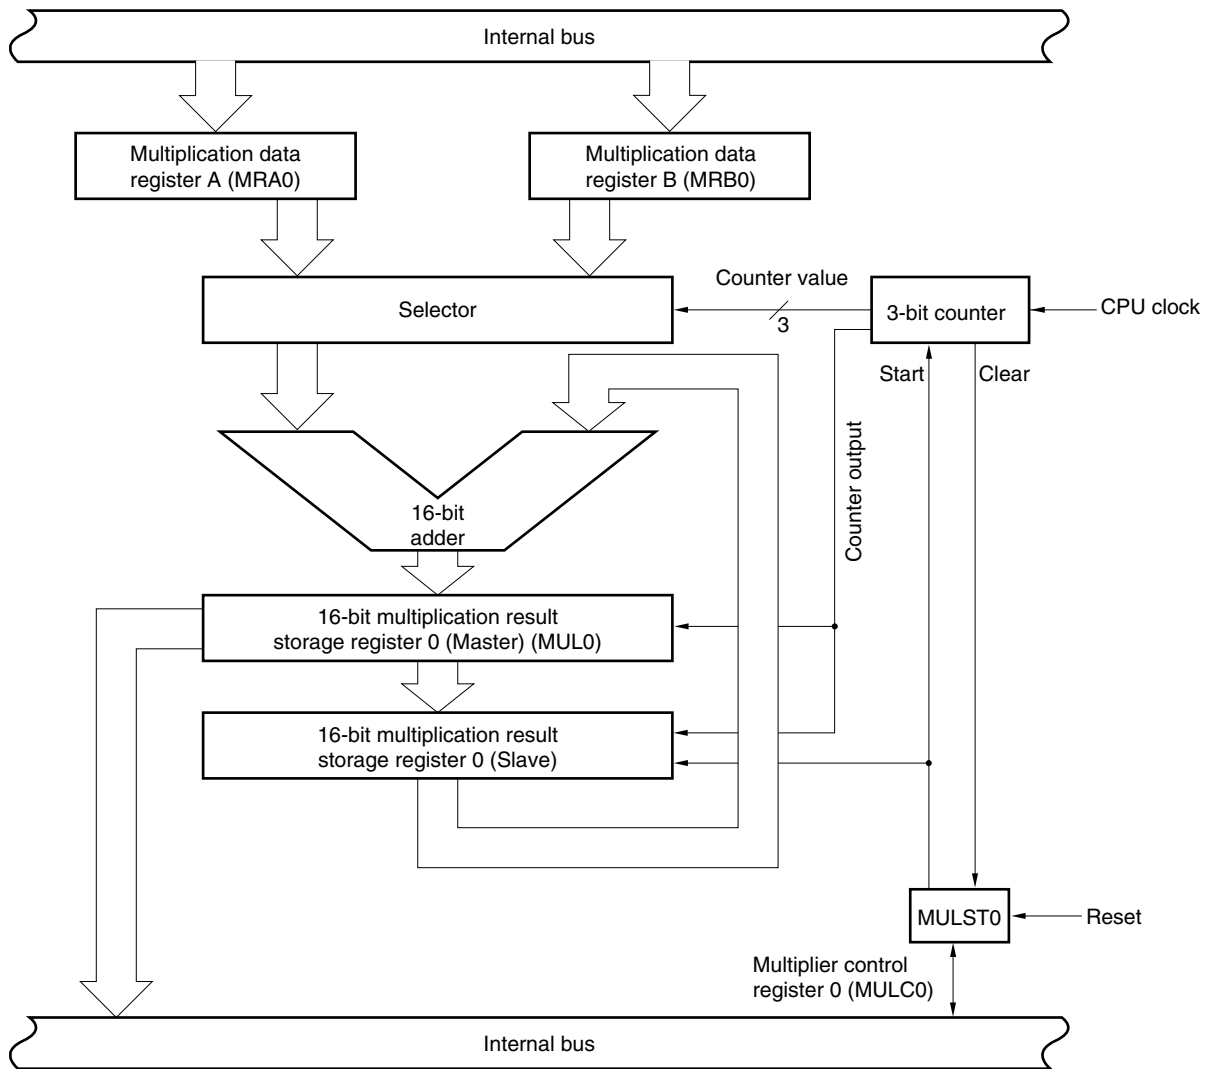 Internal bus
Multiplication data
register A (MRA0)
Multiplication data
register B (MRB0)
Counter value
Selector
3
3-bit counter
CPU clock
Start
Clear
Counter output
16-bit
adder
16-bit multiplication result
storage register 0 (Master) (MUL0)
16-bit multiplication result
storage register 0 (Slave)
MULST0
Reset
Multiplier control
register 0 (MULC0)
Internal bus